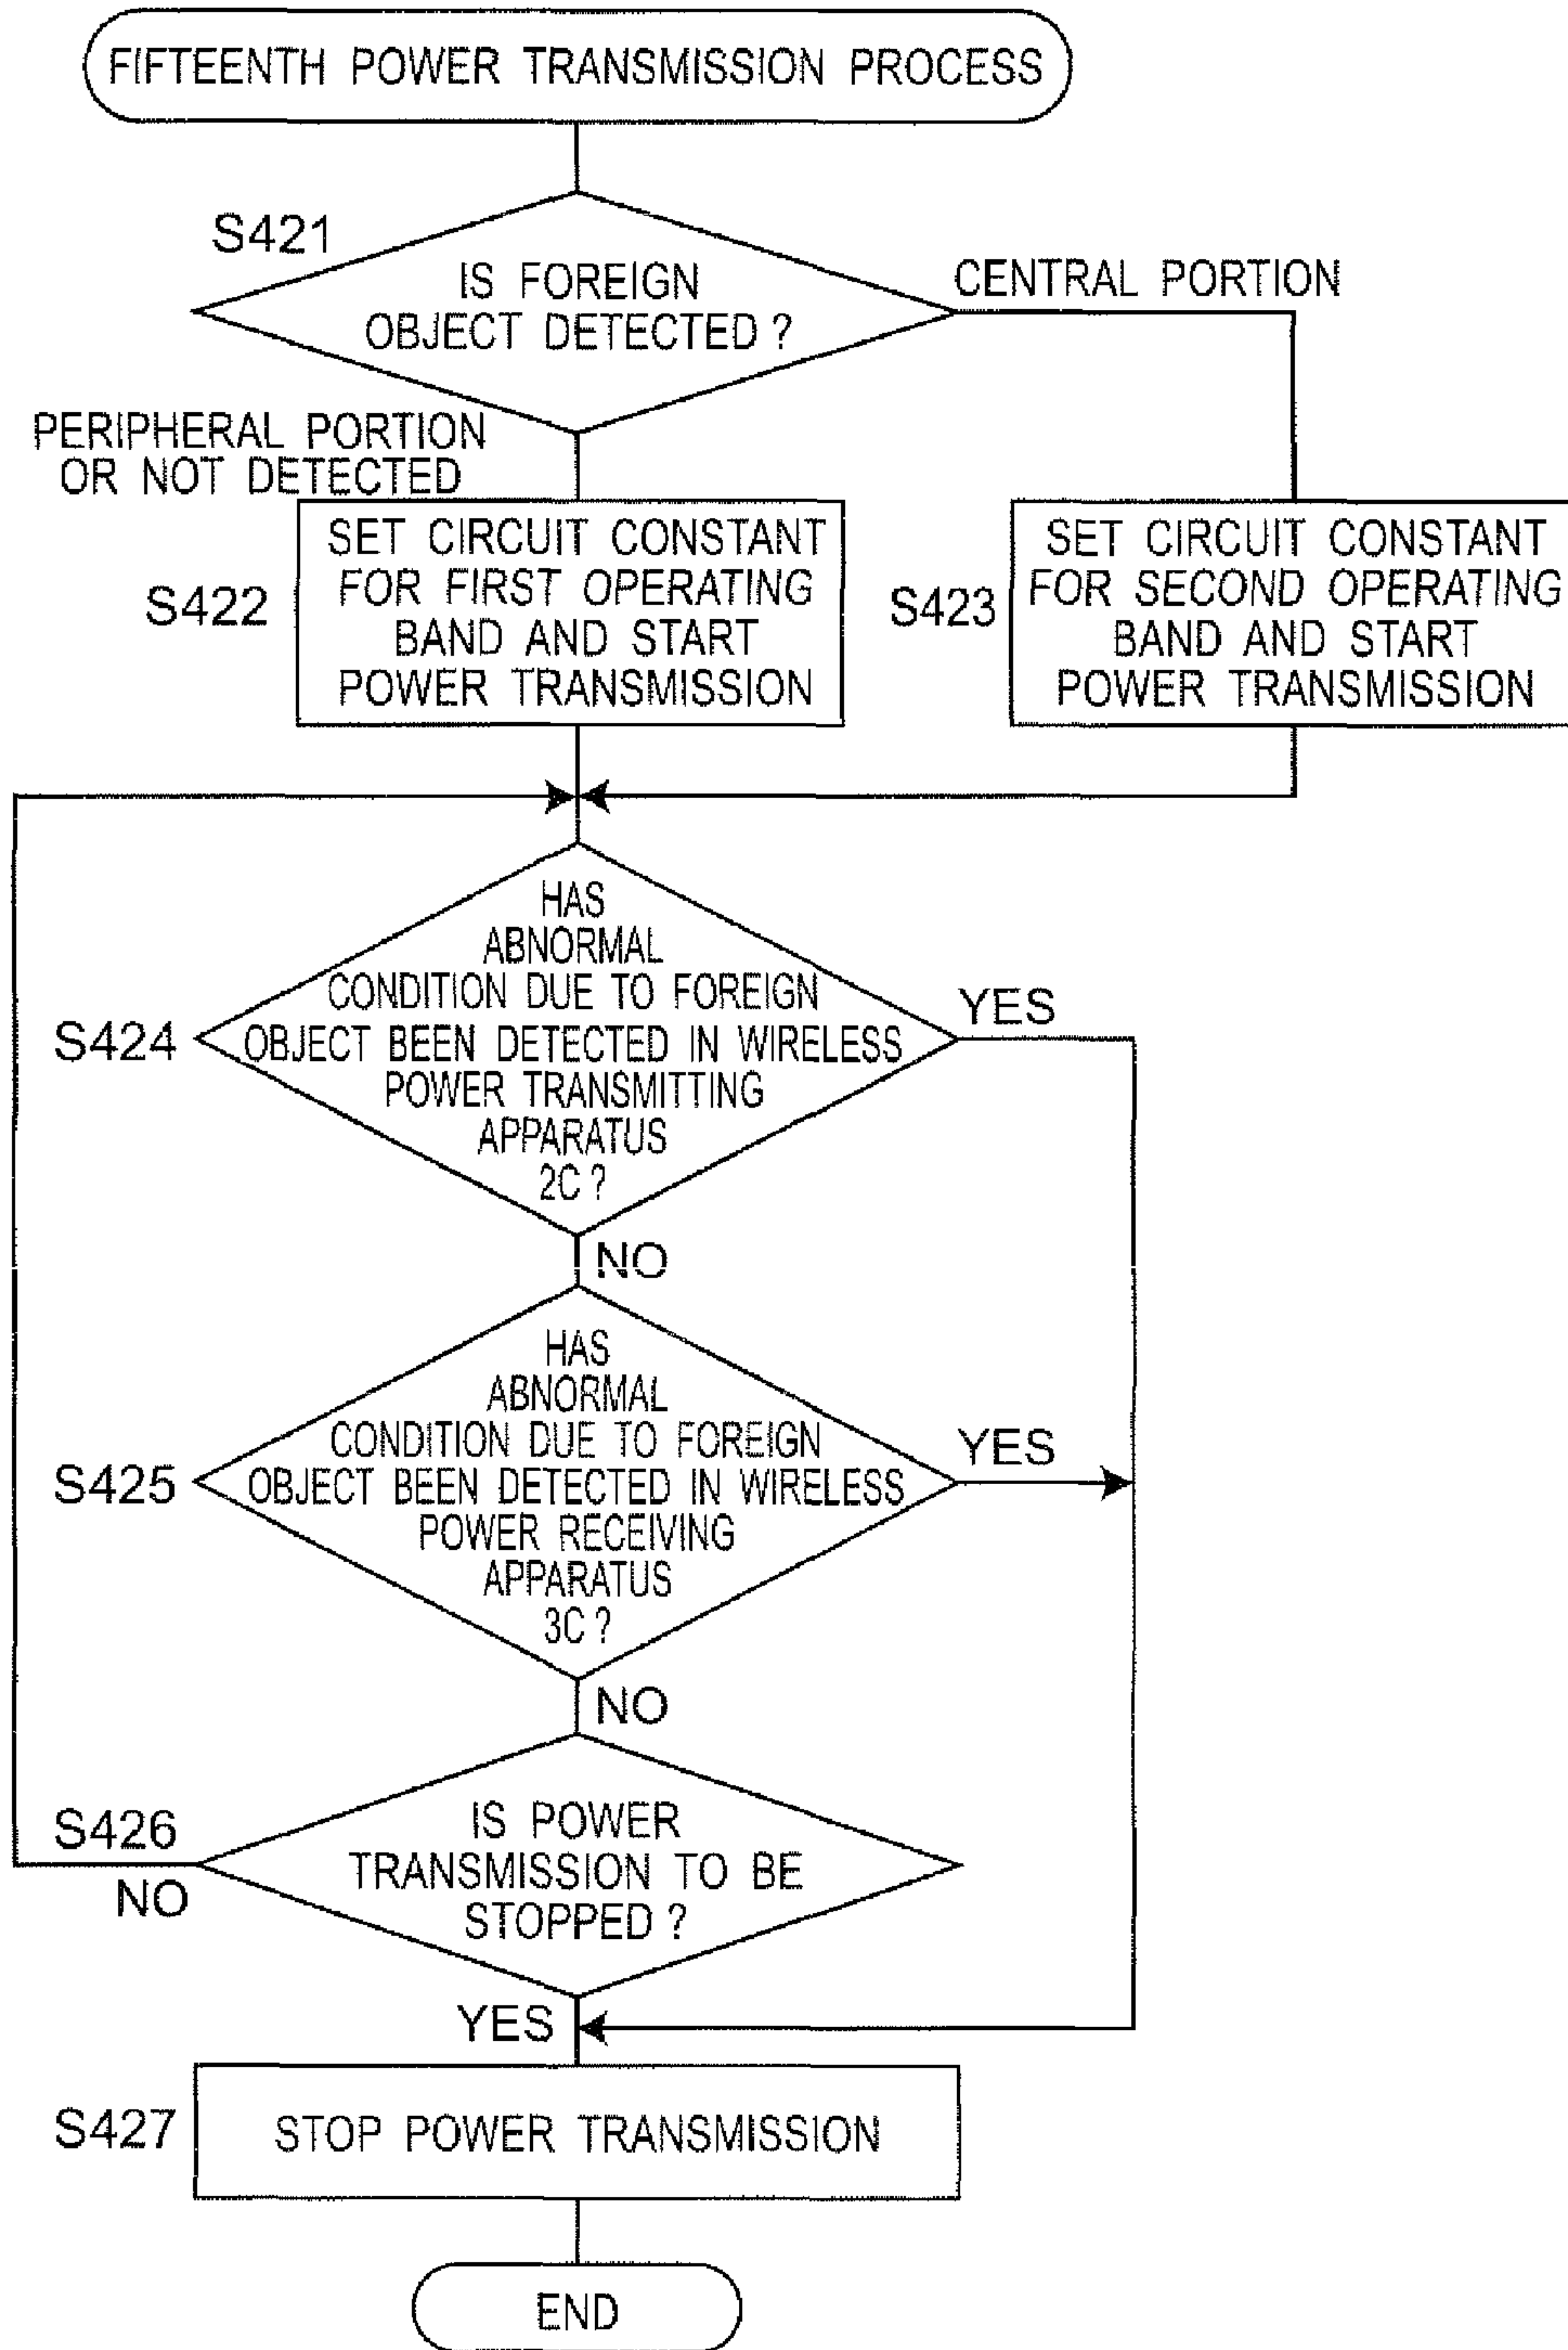 FIFTEENTH POWER TRANSMISSION PROCESS
S421
IS FOREIGN
OBJECT DETECTED ?
CENTRAL PORTION
PERIPHERAL PORTION
OR NOT DETECTED
S422
SET CIRCUIT CONSTANT
FOR FIRST OPERATING
BAND AND START
POWER TRANSMISSION
S423
SET CIRCUIT CONSTANT
FOR SECOND OPERATING
BAND AND START
POWER TRANSMISSION
S424
HAS
ABNORMAL
CONDITION DUE TO FOREIGN
OBJECT BEEN DETECTED IN WIRELESS
POWER TRANSMITTING
APPARATUS
2C ?
YES
NO
S425
HAS
ABNORMAL
CONDITION DUE TO FOREIGN
OBJECT BEEN DETECTED IN WIRELESS
POWER RECEIVING
APPARATUS
3C ?
YES
NO
S426
IS POWER
TRANSMISSION TO BE
STOPPED ?
NO
YES
S427
STOP POWER TRANSMISSION
END